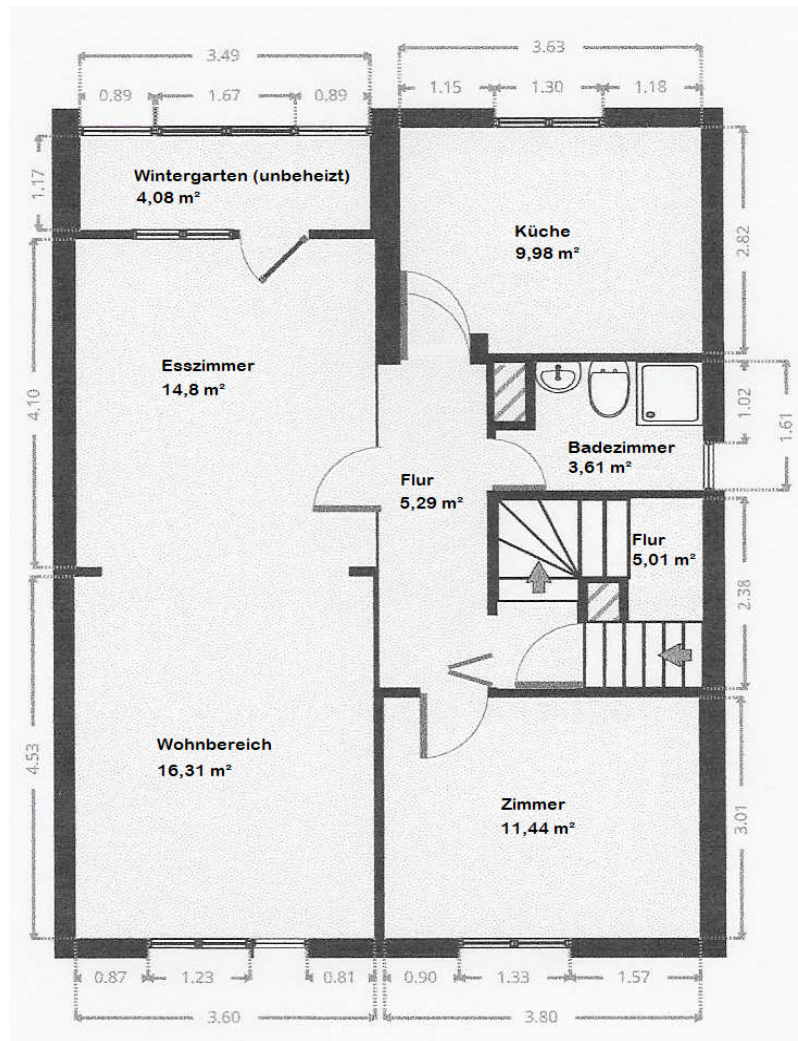 3.49
3.63
0.89
1.67
0.89
1.15
1.30
1.18
1.17
Wintergarten (unbeheizt)
4,08 m²
Küche
9,98 m²
2.82
Esszimmer
14,8 m²
4.10
1.02
1.61
Badezimmer
3,61 m²
Flur
5,29 m²
Flur
5,01 m²
2.38
Wohnbereich
16,31 m²
4.53
Zimmer
11,44 m²
3.01
0.87
1.23
0.81
0.90
1.33
1.57
3.60
3.80